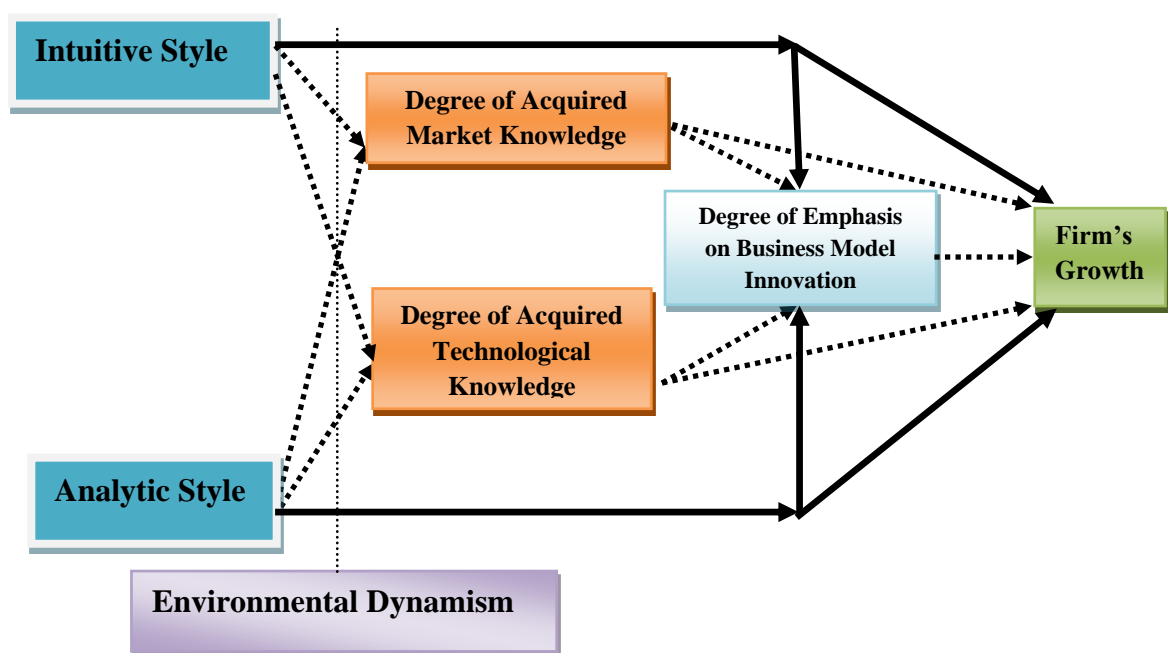 Intuitive Style
Degree of Acquired
Market Knowledge
Degree of Emphasis
on Business Model
Innovation
Firm's
Growth
Degree of Acquired
Technological
Knowledge
Analytic Style
Environmental Dynamism